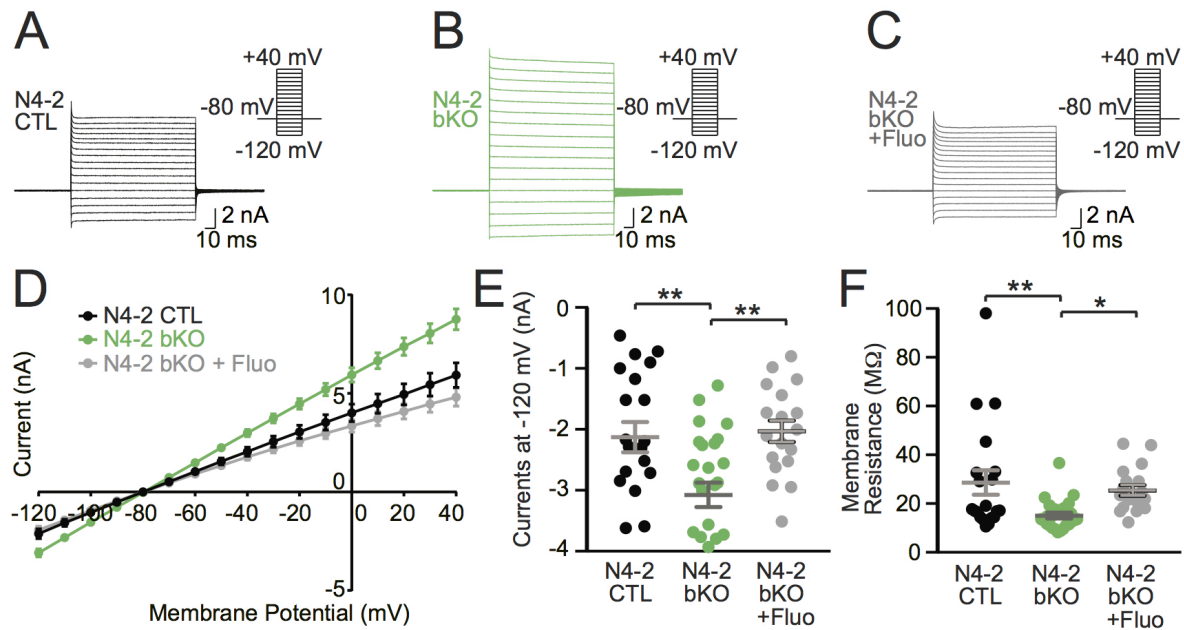 A
+40 mV
N4-2
CTL
-80 mV
-120 mV
2 nA
10 ms
B
+40 mV
N4-2
bKO
-80 mV
-120 mV
2 nA
10 ms
C
+40 mV
N4-2
bKO
+Fluo
-80 mV
-120 mV
2 nA
10 ms
D
N4-2 CTL
N4-2 bKO
N4-2 bKO + Fluo
Current (nA)
10
5
0
-5
-120 -100 -80 -60 -40 -20 0 20 40
Membrane Potential (mV)
E
Currents at -120 mV (nA)
0
-1
-2
-3
-4
**
**
N4-2
CTL
N4-2
bKO
N4-2
bKO
+Fluo
F
Membrane
Resistance (MΩ)
100
80
60
40
20
0
**
*
N4-2
CTL
N4-2
bKO
N4-2
bKO
+Fluo